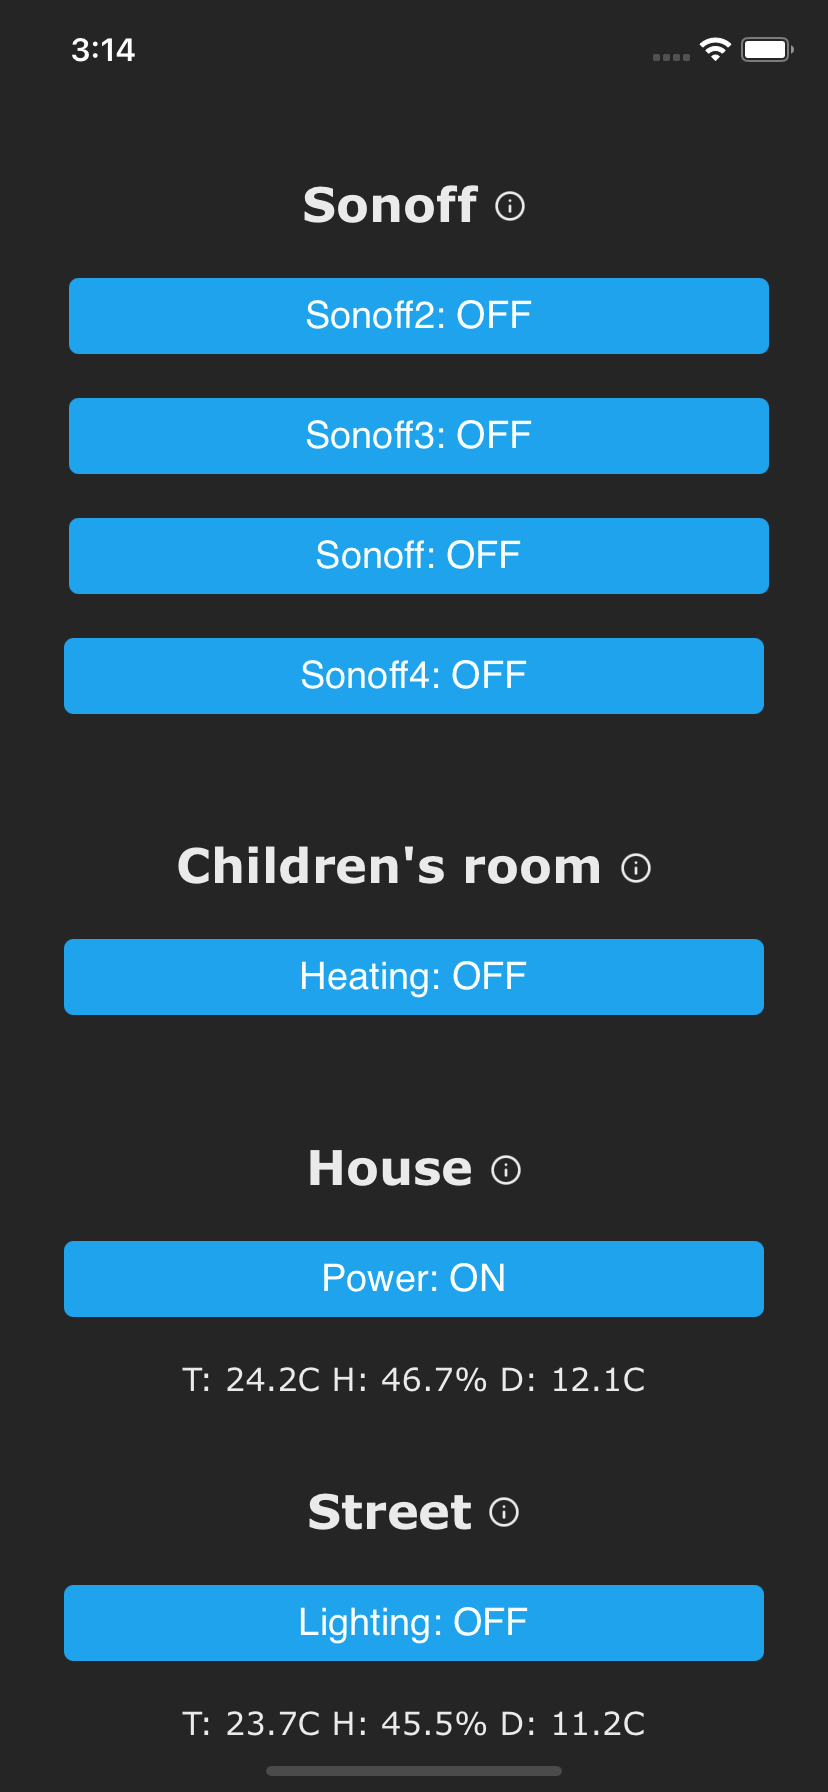 3:14
Sonoff
Sonoff2: OFF
Sonoff3: OFF
Sonoff: OFF
Sonoff4: OFF
Children's room
Heating: OFF
House
Power: ON
T: 24.2C H: 46.7% D: 12.1C
Street
Lighting: OFF
T: 23.7C H: 45.5% D: 11.2C